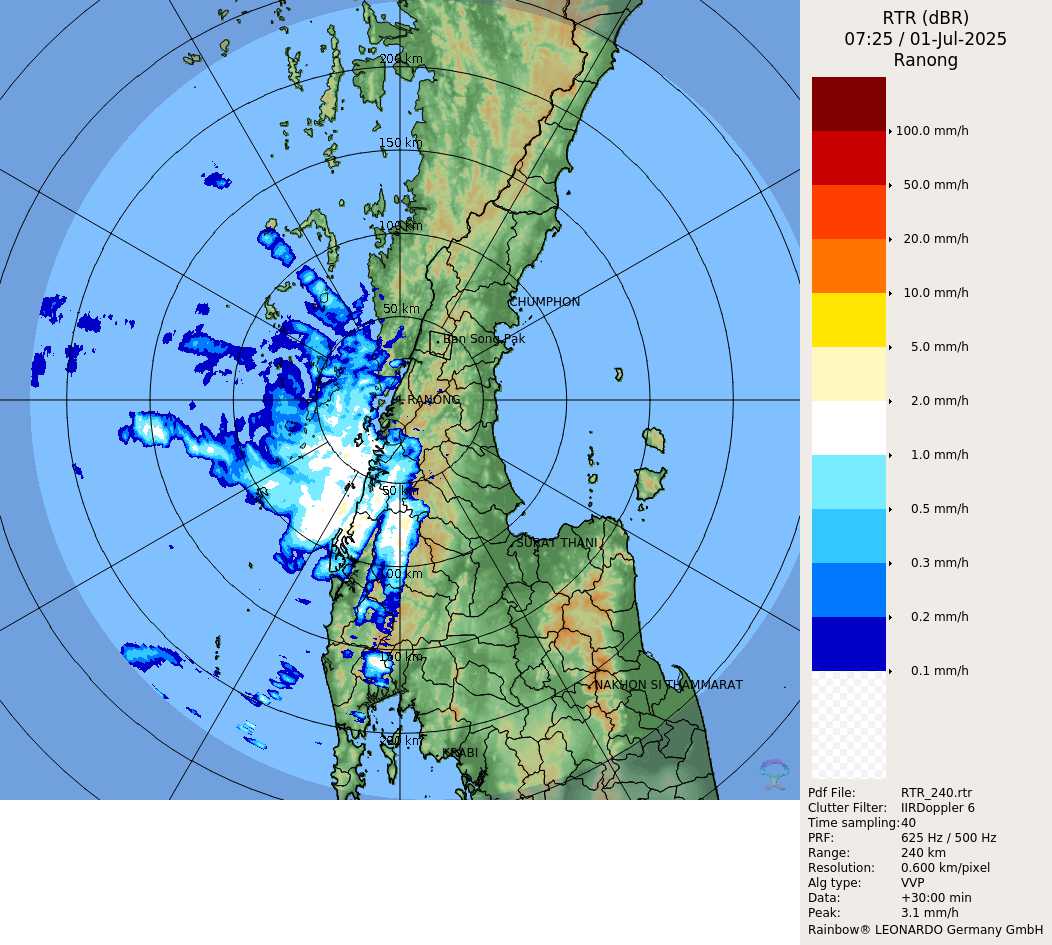 RTR (dBR)
07:25 / 01-Jul-2025
Ranong
100.0 mm/h
50.0 mm/h
20.0 mm/h
10.0 mm/h
5.0 mm/h
2.0 mm/h
1.0 mm/h
0.5 mm/h
0.3 mm/h
0.2 mm/h
0.1 mm/h
200 km
150 km
100 km
50 km
CHUMPHON
Ban Song Pak
RANONG
50 km
SURAT THANI
100 km
150 km
NAKHON SI THAMMARAT
200 km
KRABI
Pdf File: RTR_240.rtr
Clutter Filter: IIRDoppler 6
Time sampling: 40
PRF: 625 Hz / 500 Hz
Range: 240 km
Resolution: 0.600 km/pixel
Alg type: VVP
Data: +30:00 min
Peak: 3.1 mm/h
Rainbow® LEONARDO Germany GmbH